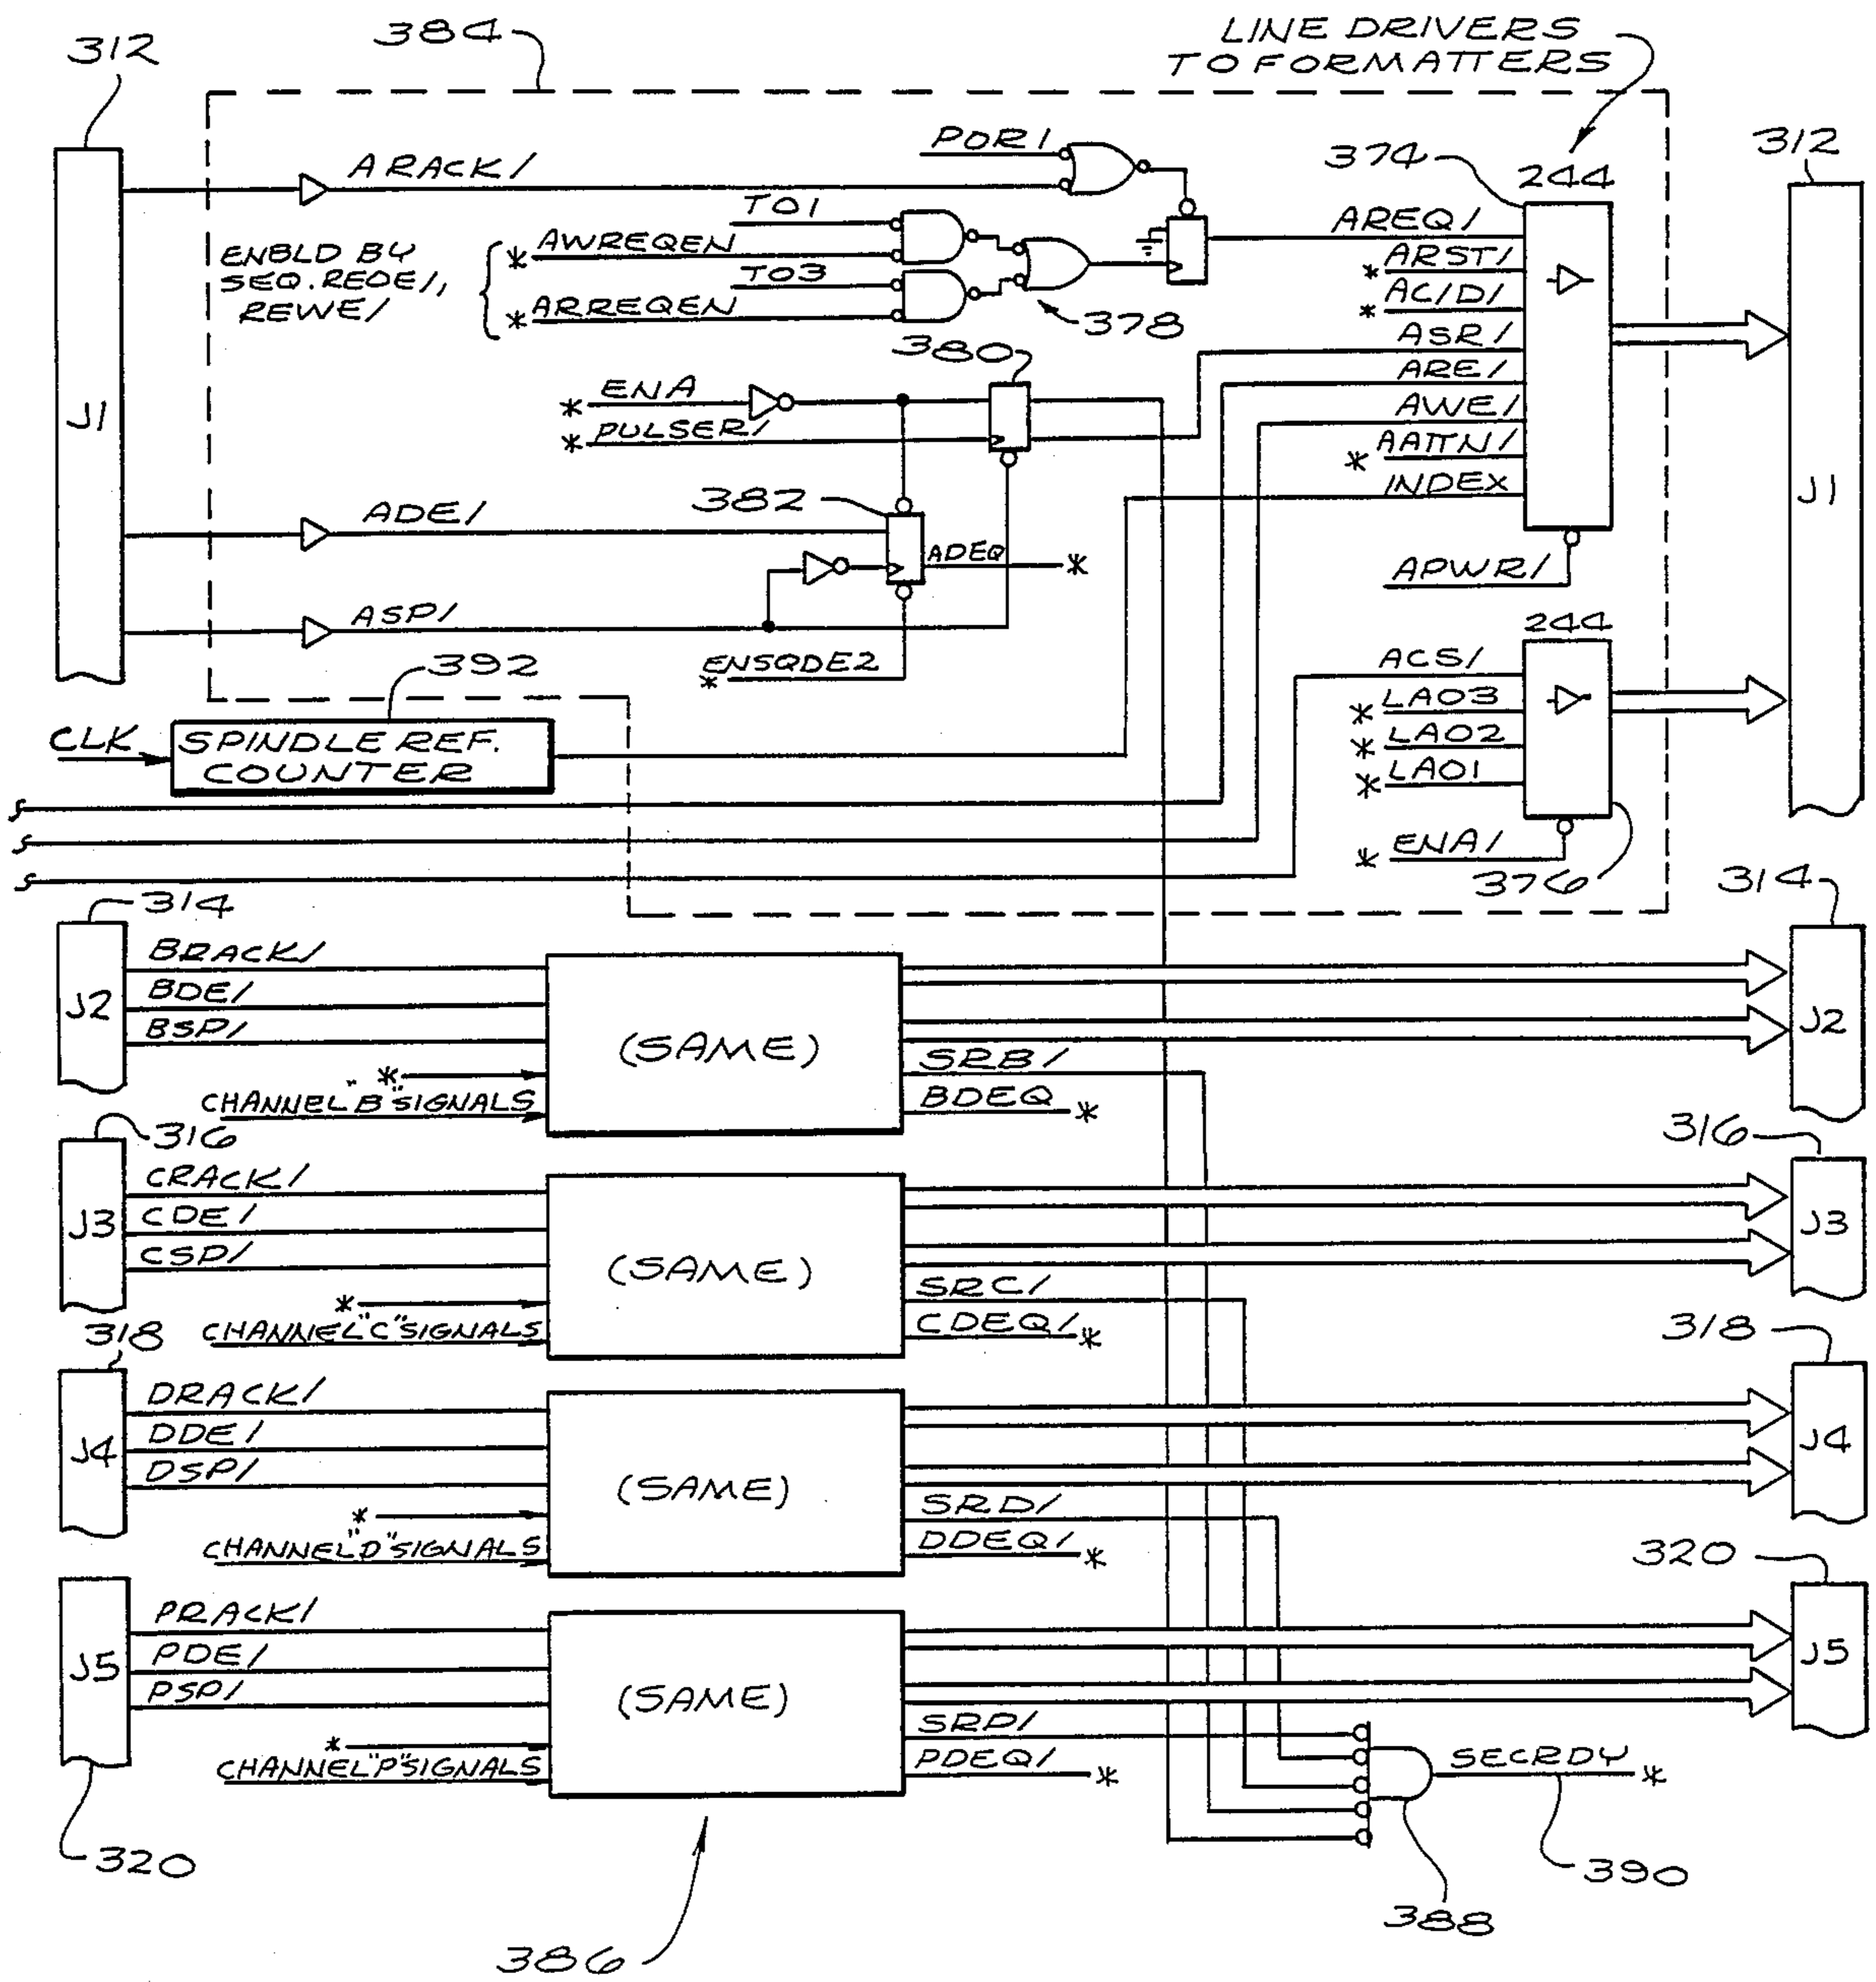 384
LINE DRIVERS
TO FORMATTERS
312
POR1
ARACK/
374
244
312
TO1
AREQ/
ENBLD BY
SEQ. REDE/,
REWE/
* AWREQEN
* ARST/
TO3
* AC/D/
* ARREQEN
378
ASR/
380
ARE/
* ENA
J1
AWE/
* PULSER/
* AATTN/
382
INDEX
J1
ADE/
ADEQ *
APWR/
ASP/
244
392
* ENSQDE2
ACS/
* LA03
CLK
SPINDLE REF.
COUNTER
* LA02
* LA01
* ENA/
376
314
314
BRACK/
J2
BDE/
BSP/
(SAME)
J2
SRB/
*
CHANNEL "B" SIGNALS
BDEQ *
316
316
CRACK/
J3
CDE/
CSP/
(SAME)
J3
SRC/
*
CHANNEL "C" SIGNALS
CDEQ/ *
318
318
DRACK/
J4
DDE/
DSP/
(SAME)
J4
SRD/
*
CHANNEL "D" SIGNALS
DDEQ/ *
320
PRACK/
J5
PDE/
PSP/
(SAME)
J5
SRP/
*
CHANNEL "P" SIGNALS
PDEQ/ *
SECRDY *
320
390
388
386